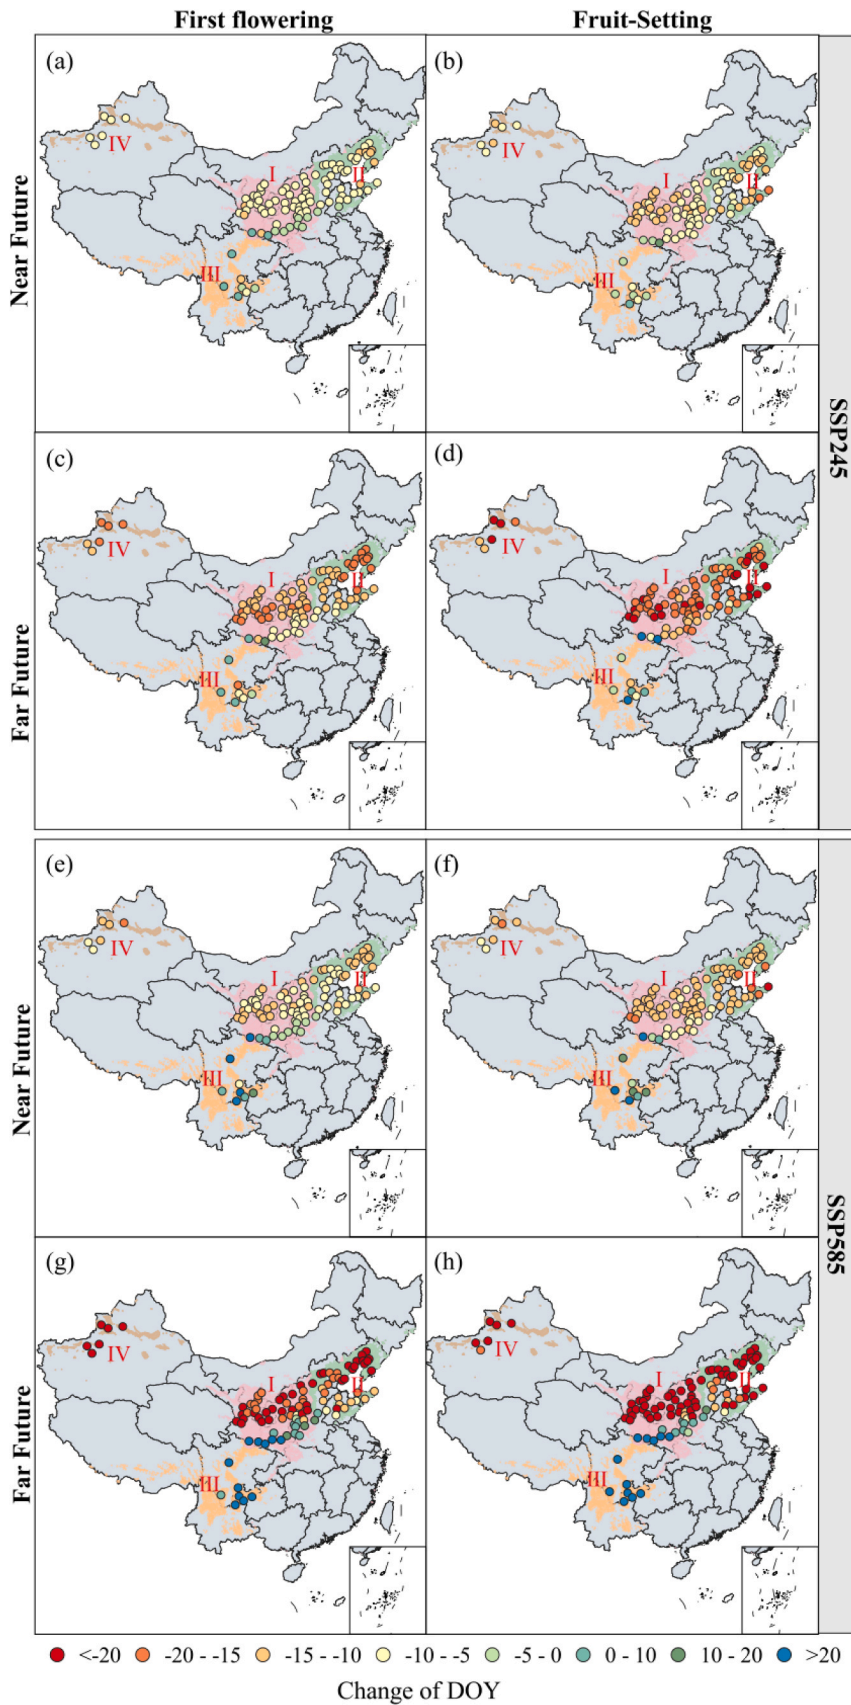 First flowering
Fruit-Setting
(a)
(b)
IV
I
II
III
IV
I
II
III
Near Future
SSP245
(c)
(d)
IV
I
II
III
IV
I
II
III
Far Future
(e)
(f)
IV
I
II
III
IV
I
II
III
Near Future
SSP585
(g)
(h)
IV
I
II
III
IV
I
II
III
Far Future
<-20 -20 - -15 -15 - -10 -10 - -5 -5 - 0 0 - 10 10 - 20 >20
Change of DOY